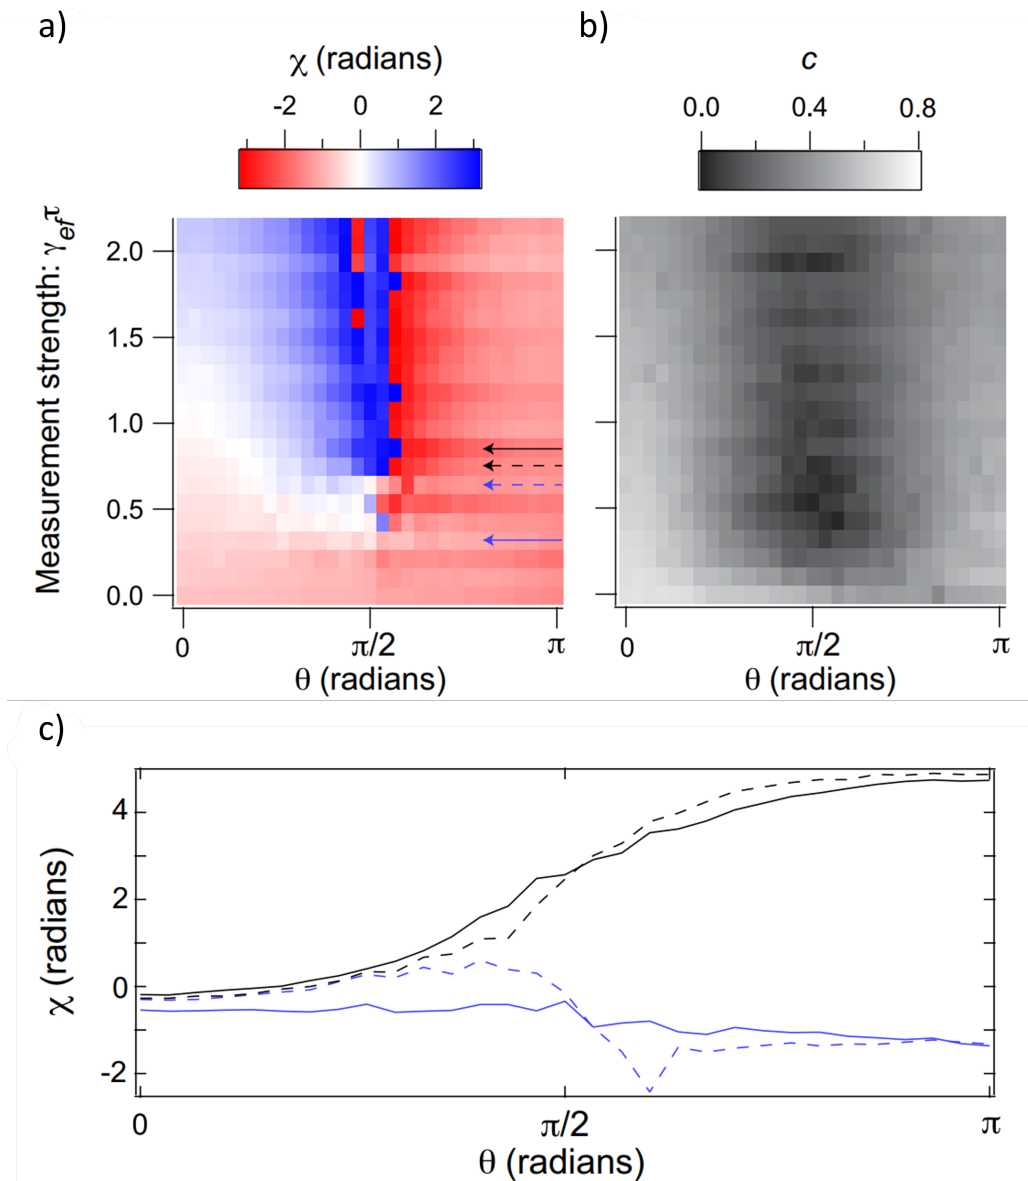 a)
χ (radians)
-2 0 2
Measurement strength: γefτ
2.0
1.5
1.0
0.5
0.0
0 π/2 π
θ (radians)
b)
c
0.0 0.4 0.8
0 π/2 π
θ (radians)
c)
χ (radians)
4
2
0
-2
0 π/2 π
θ (radians)